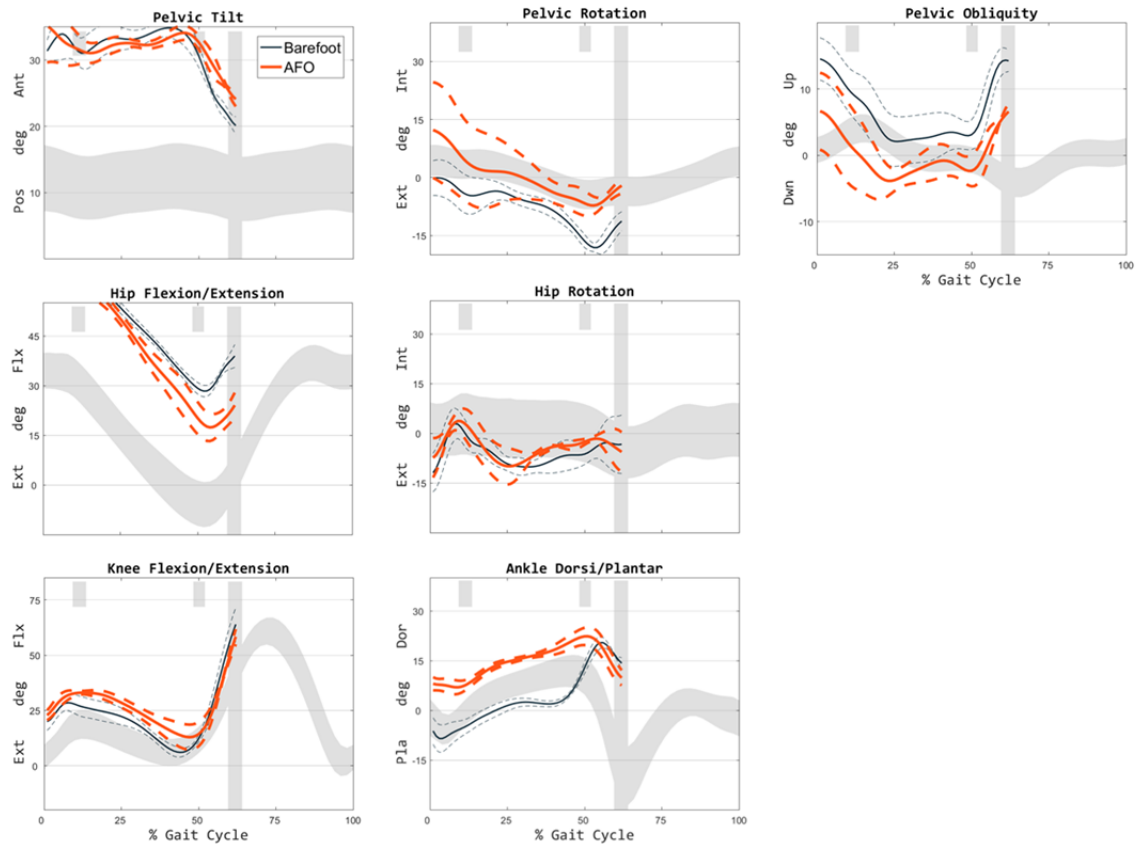 Pelvic Tilt
Ant
deg
Pos
30
20
10
Barefoot
AFO
Pelvic Rotation
Int
deg
Ext
30
15
0
-15
Pelvic Obliquity
Up
deg
Dwn
10
0
-10
0 25 50 75 100
% Gait Cycle
Hip Flexion/Extension
Flx
deg
Ext
45
30
15
0
Hip Rotation
Int
deg
Ext
30
15
0
-15
Knee Flexion/Extension
Flx
deg
Ext
75
50
25
0
0 25 50 75 100
% Gait Cycle
Ankle Dorsi/Plantar
Dor
deg
Pla
30
15
0
-15
0 25 50 75 100
% Gait Cycle